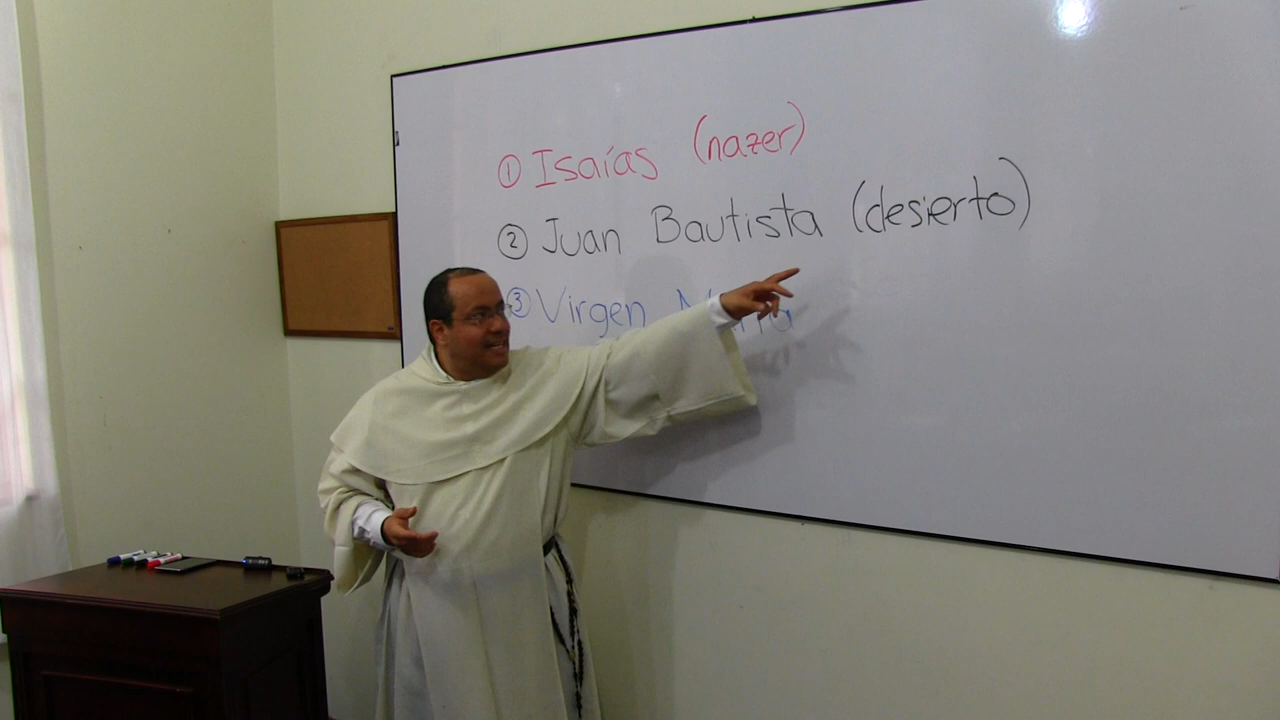 ① Isaías (nazer)
② Juan Bautista (desierto)
③ Virgen